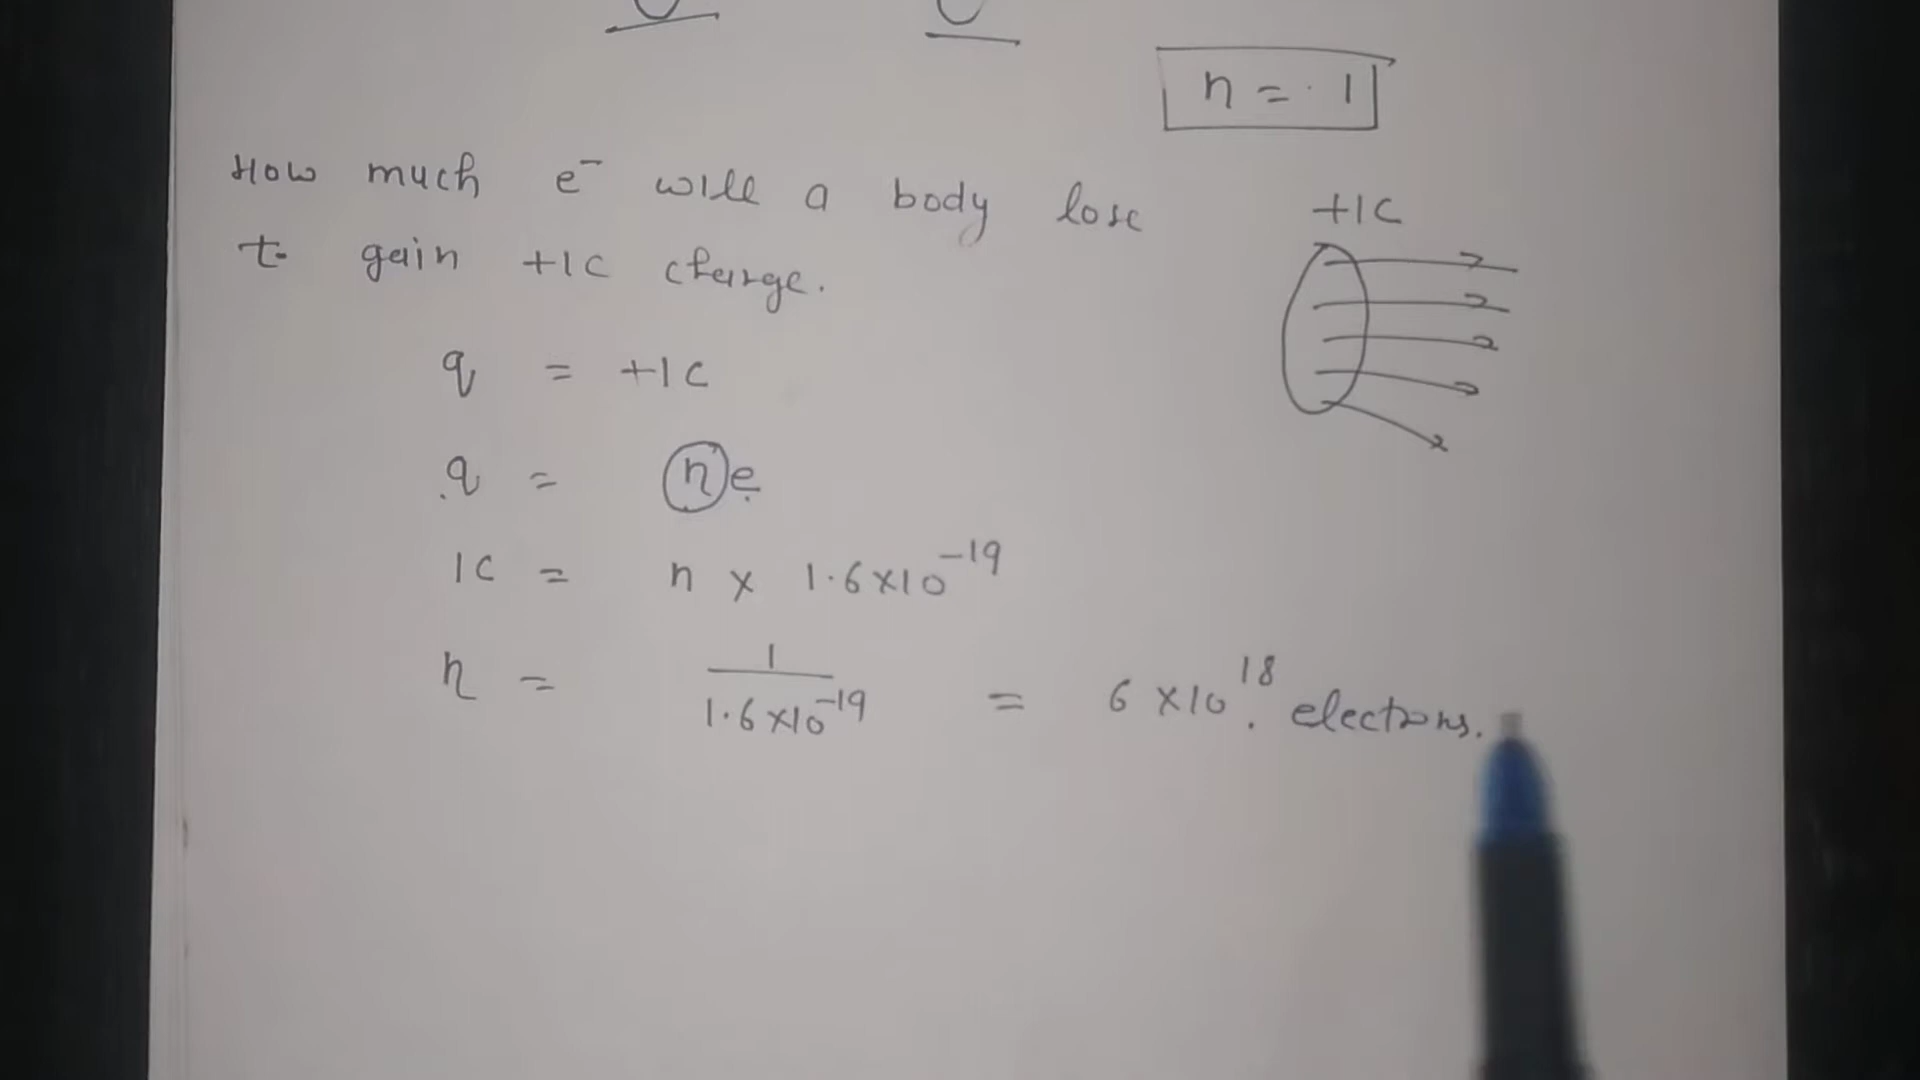 n = 1
How much e⁻ will a body lose
to gain +1C charge.
+1C
q = +1C
q = ne
1C = n × 1.6×10⁻¹⁹
n = 1/1.6×10⁻¹⁹ = 6×10¹⁸ electrons.